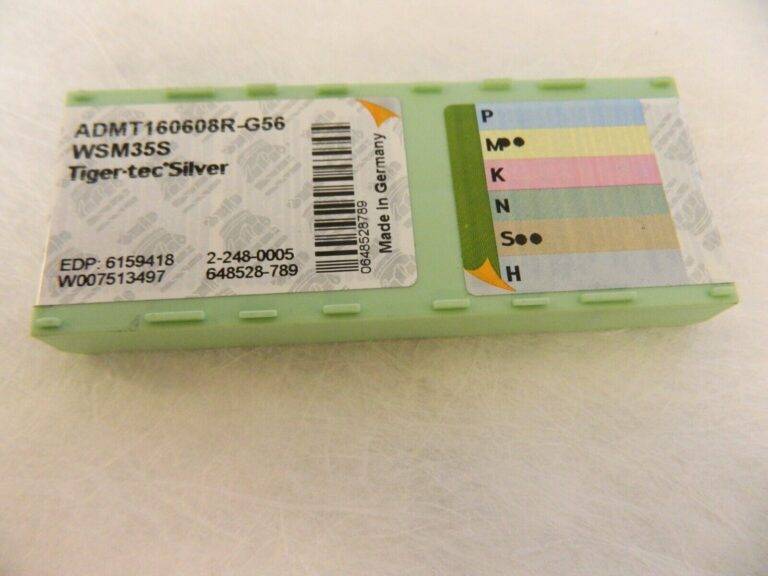 ADMT160608R-G56
WSM35S
Tiger·tec®Silver
EDP: 6159418 2-248-0005
W007513497 648528-789
0648528789
Made In Germany
P
M●●
K
N
S●●
H